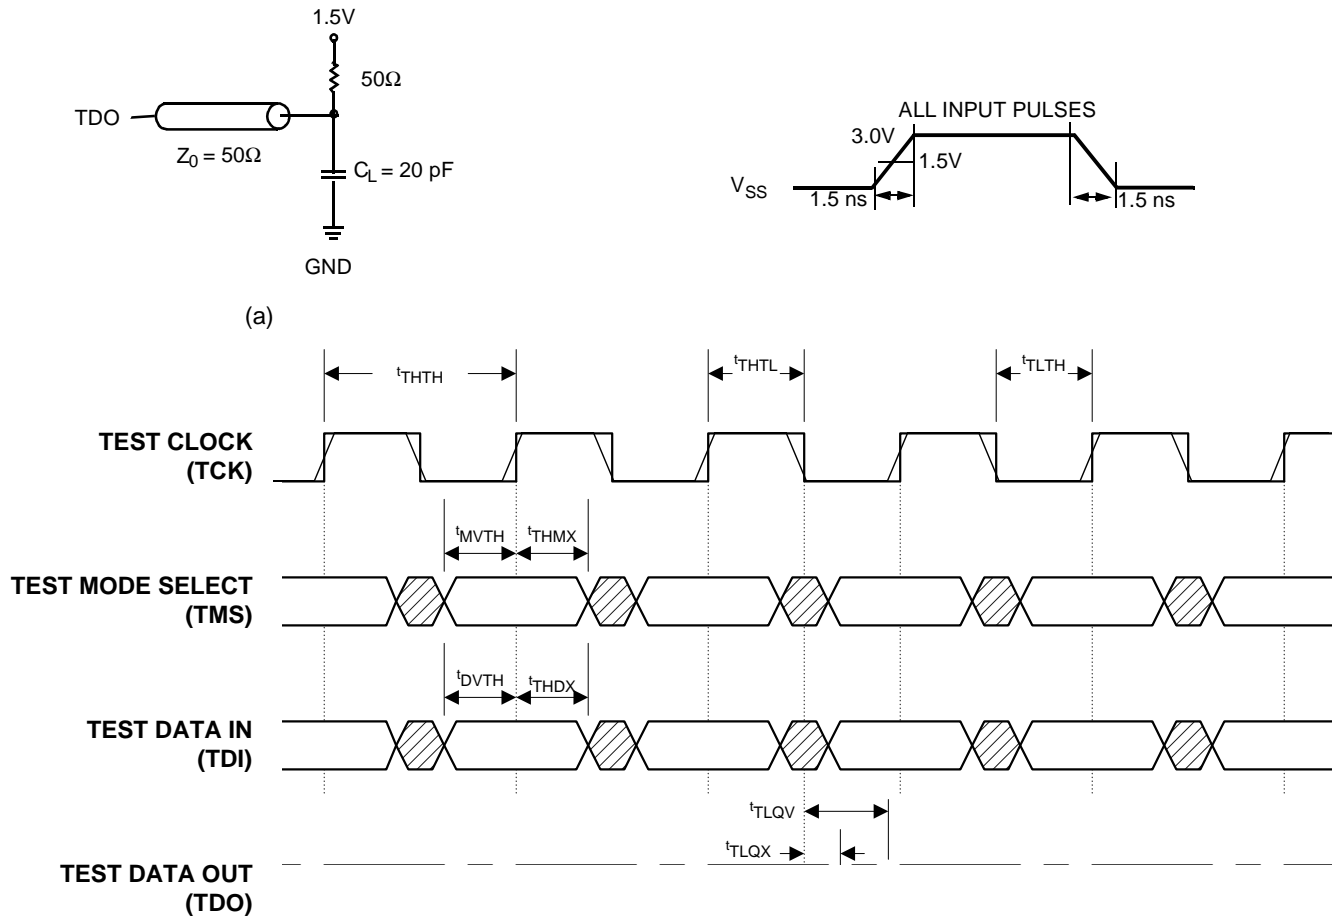 1.5V
50Ω
TDO
Z0 = 50Ω
CL = 20 pF
GND
(a)
ALL INPUT PULSES
3.0V
1.5V
VSS
1.5 ns
1.5 ns
tTHTH
tTHTL
tTLTH
TEST CLOCK
(TCK)
tMVTH
tTHMX
TEST MODE SELECT
(TMS)
tDVTH
tTHDX
TEST DATA IN
(TDI)
tTLQV
tTLQX
TEST DATA OUT
(TDO)